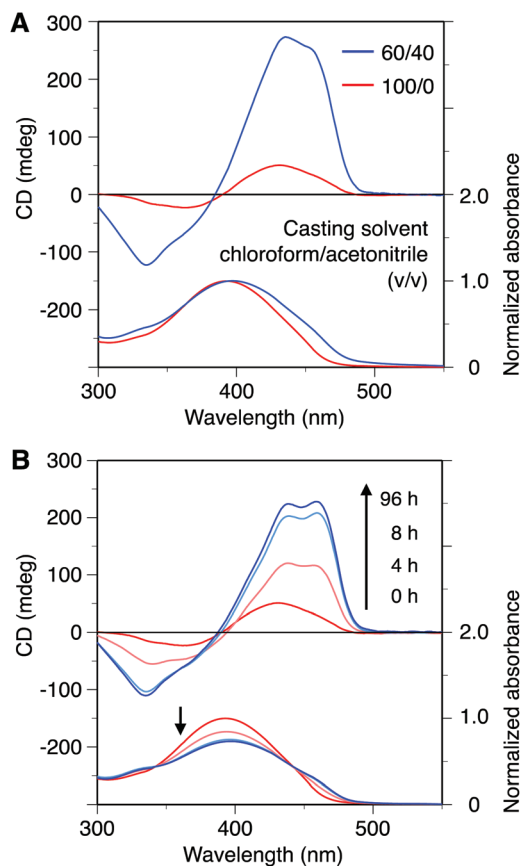 A
300
200
100
0
-100
-200
CD (mdeg)
60/40
100/0
Casting solvent
chloroform/acetonitrile
(v/v)
2.0
1.0
0
Normalized absorbance
300
400
500
Wavelength (nm)
B
300
200
100
0
-100
-200
CD (mdeg)
96 h
8 h
4 h
0 h
2.0
1.0
0
Normalized absorbance
300
400
500
Wavelength (nm)